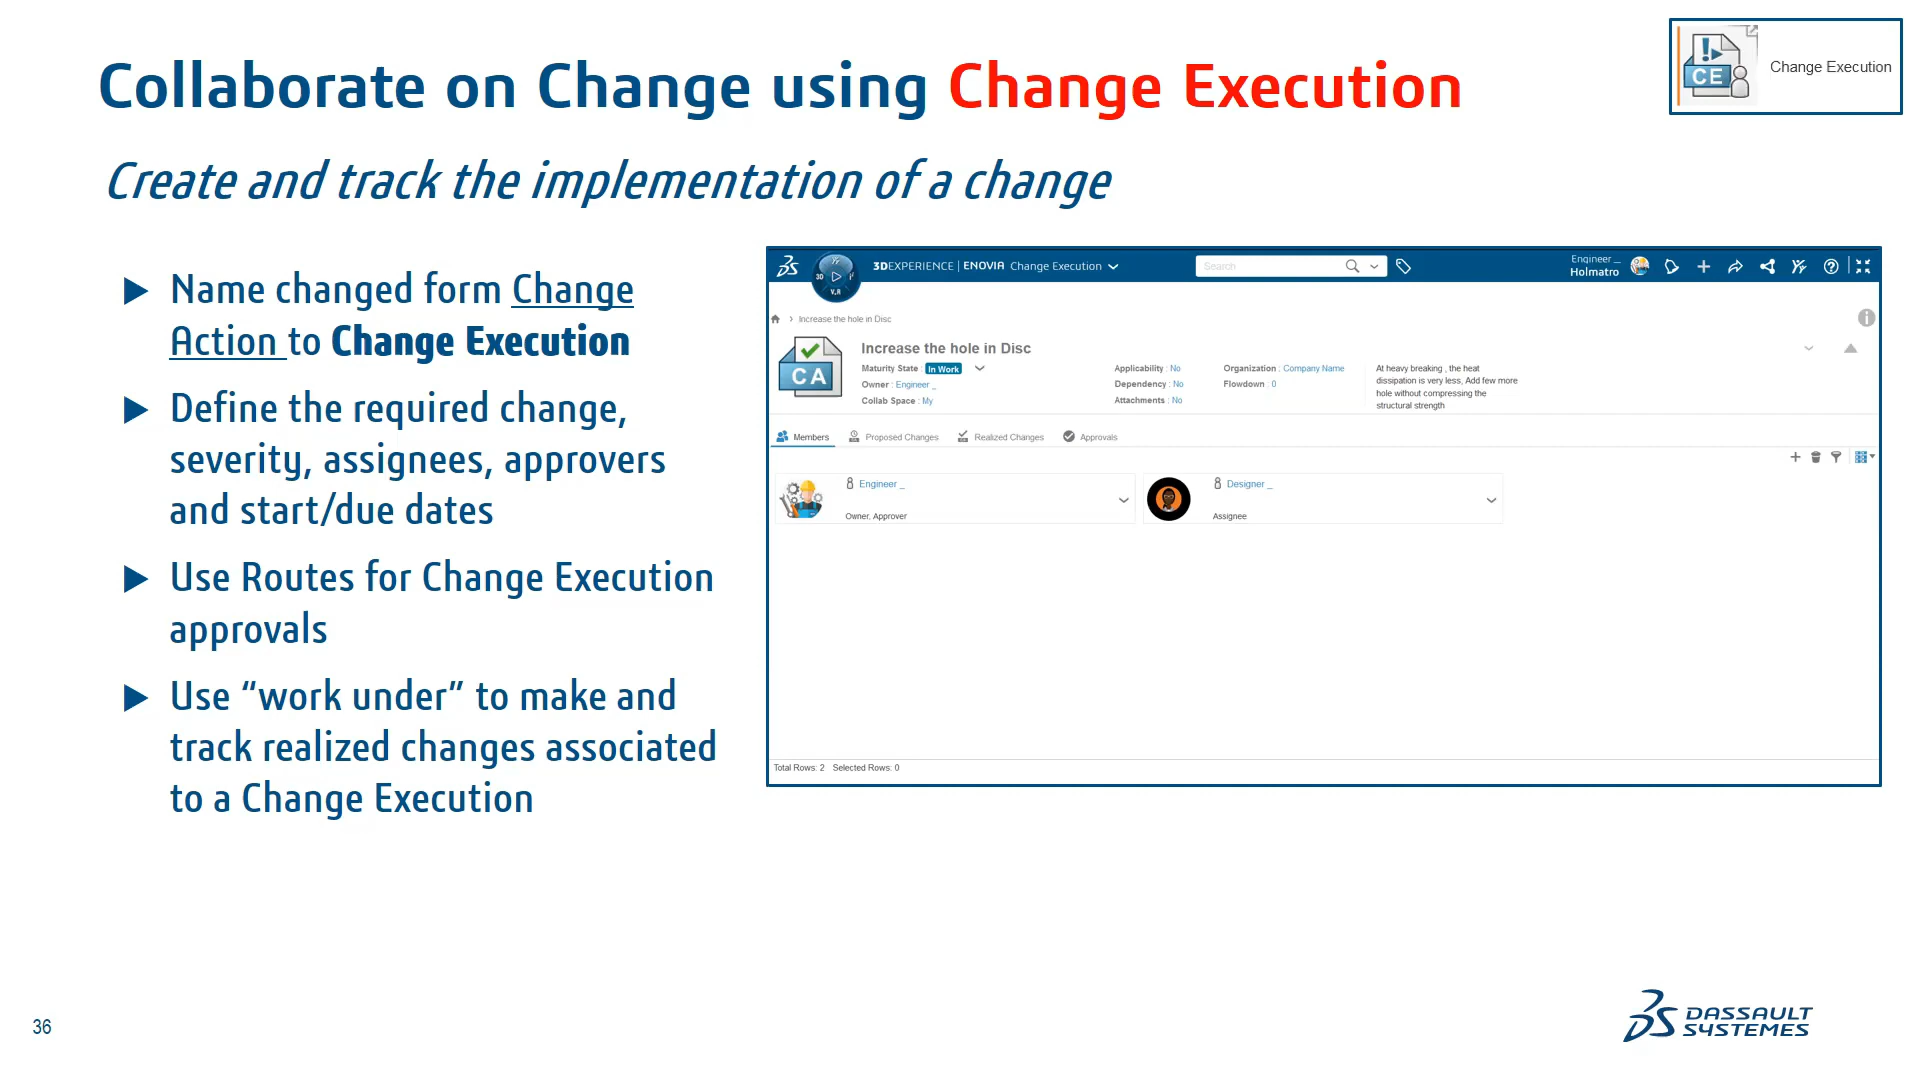 Collaborate on Change using Change Execution
CE
Change Execution
Create and track the implementation of a change
Name changed form Change
Action to Change Execution
Define the required change,
severity, assignees, approvers
and start/due dates
Use Routes for Change Execution
approvals
Use “work under” to make and
track realized changes associated
to a Change Execution
3DEXPERIENCE | ENOVIA Change Execution
Search
Engineer _
Holmatro
3D
V.R
Increase the hole in Disc
CA
Increase the hole in Disc
Maturity State : In Work
Owner : Engineer _
Collab Space : My
Applicability : No
Dependency : No
Attachments : No
Organization : Company Name
Flowdown : 0
At heavy breaking , the heat
dissipation is very less, Add few more
hole without compressing the
structural strength
Members
Proposed Changes
Realized Changes
Approvals
Engineer _
Owner, Approver
Designer _
Assignee
Total Rows: 2 Selected Rows: 0
36
DASSAULT
SYSTEMES